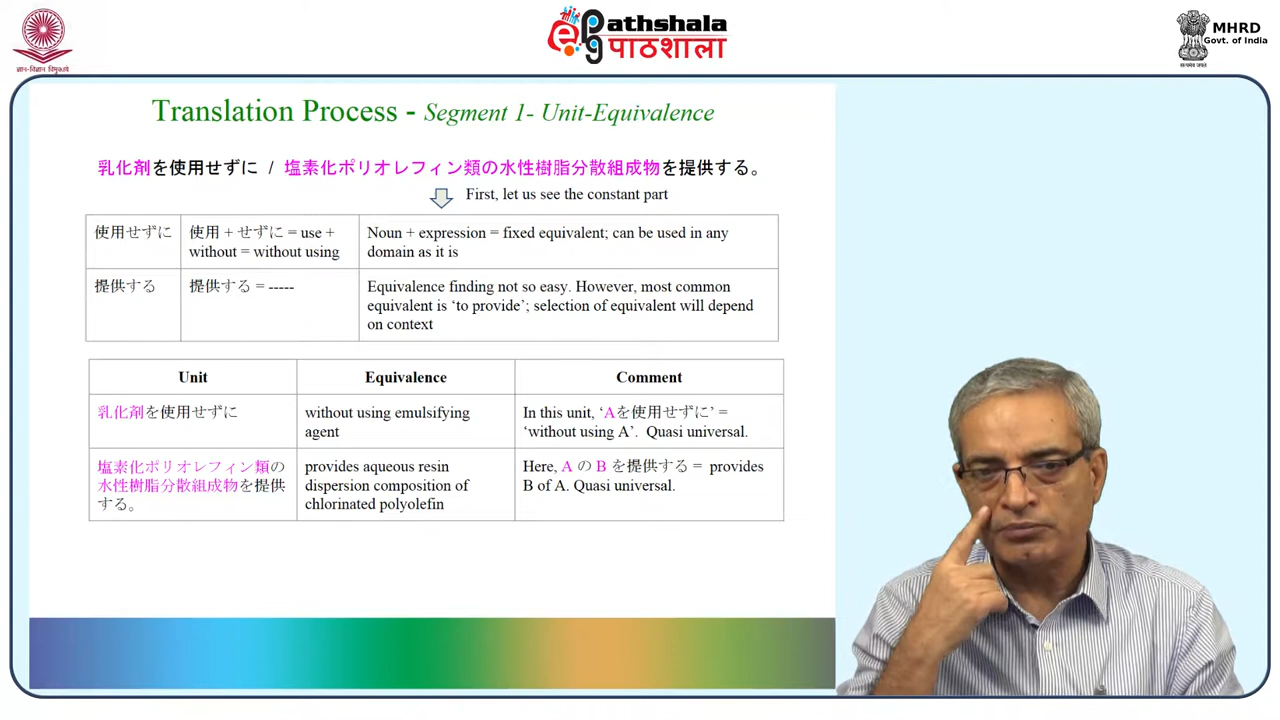 ज्ञान-विज्ञान विमुक्तये
ePG Pathshala
पाठशाला
MHRD
Govt. of India
सत्यमेव जयते
Translation Process - Segment 1- Unit-Equivalence
乳化剤を使用せずに / 塩素化ポリオレフィン類の水性樹脂分散組成物を提供する。
First, let us see the constant part
使用せずに
使用 + せずに = use +
without = without using
Noun + expression = fixed equivalent; can be used in any
domain as it is
提供する
提供する = -----
Equivalence finding not so easy. However, most common
equivalent is ‘to provide’; selection of equivalent will depend
on context
Unit
Equivalence
Comment
乳化剤を使用せずに
without using emulsifying
agent
In this unit, ‘Aを使用せずに’ =
‘without using A’. Quasi universal.
塩素化ポリオレフィン類の
水性樹脂分散組成物を提供
する。
provides aqueous resin
dispersion composition of
chlorinated polyolefin
Here, A の B を提供する = provides
B of A. Quasi universal.